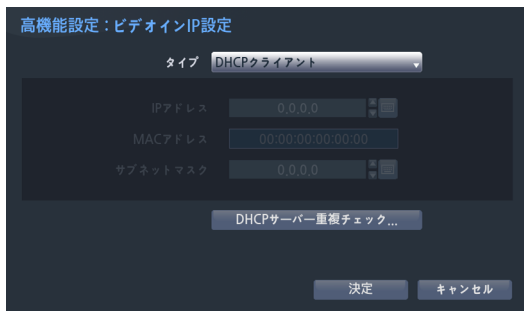 高機能設定：ビデオインIP設定
タイプ DHCPクライアント
IPアドレス 0,0,0,0
MACアドレス 00:00:00:00:00:00
サブネットマスク 0,0,0,0
DHCPサーバー重複チェック...
決定 キャンセル